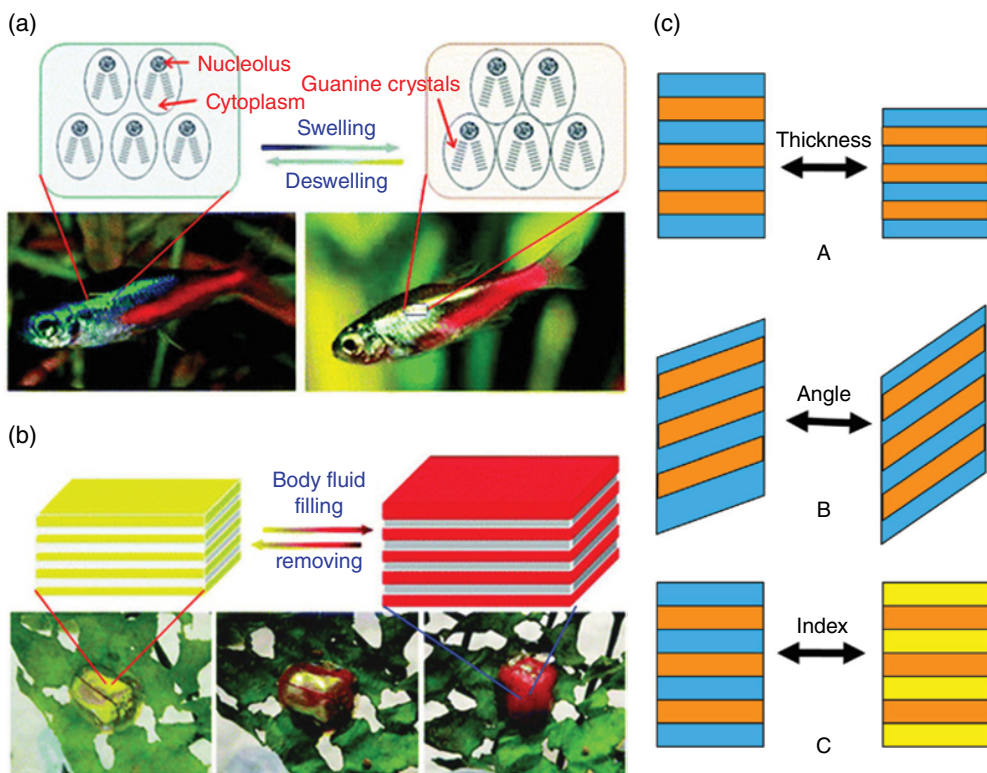 (a)
Nucleolus
Cytoplasm
Guanine crystals
Swelling
Deswelling
(b)
Body fluid
filling
removing
(c)
Thickness
A
Angle
B
Index
C